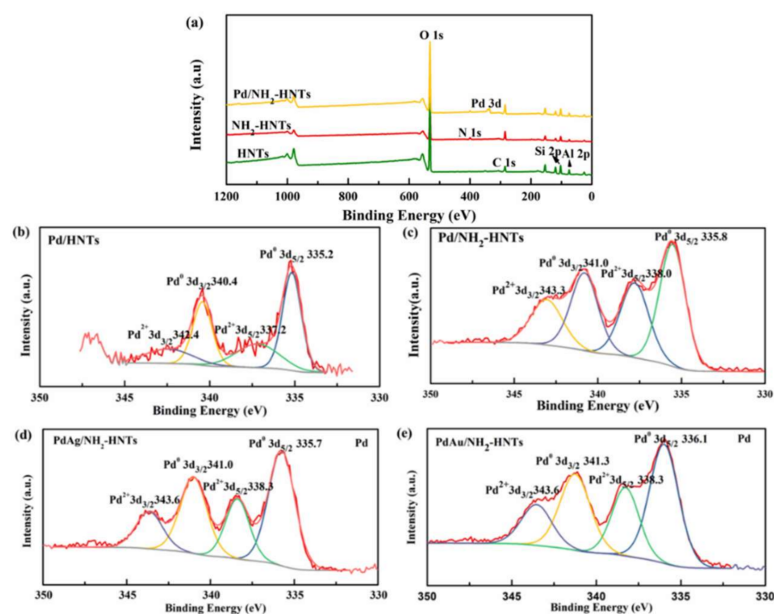 (a)
O 1s
Pd/NH₂-HNTs
Pd 3d
NH₂-HNTs
N 1s
Si 2p
Al 2p
HNTs
C 1s
Intensity (a.u)
1200 1000 800 600 400 200 0
Binding Energy (eV)
(b)
Pd/HNTs
Pd⁰ 3d5/2 335.2
Pd⁰ 3d3/2 340.4
Pd²⁺ 3d3/2 342.4
Pd²⁺ 3d5/2 337.2
Intensity (a.u.)
350 345 340 335 330
Binding Energy (eV)
(c)
Pd/NH₂-HNTs
Pd⁰ 3d5/2 335.8
Pd⁰ 3d3/2 341.0
Pd²⁺ 3d5/2 338.0
Pd²⁺ 3d3/2 343.3
Intensity (a.u.)
350 345 340 335 330
Binding Energy (eV)
(d)
PdAg/NH₂-HNTs
Pd⁰ 3d5/2 335.7
Pd
Pd⁰ 3d3/2 341.0
Pd²⁺ 3d5/2 338.3
Pd²⁺ 3d3/2 343.6
Intensity (a.u.)
350 345 340 335 330
Binding Energy (eV)
(e)
PdAu/NH₂-HNTs
Pd⁰ 3d5/2 336.1
Pd
Pd⁰ 3d3/2 341.3
Pd²⁺ 3d5/2 338.3
Pd²⁺ 3d3/2 343.6
Intensity(a.u.)
350 345 340 335 330
Binding Energy (eV)